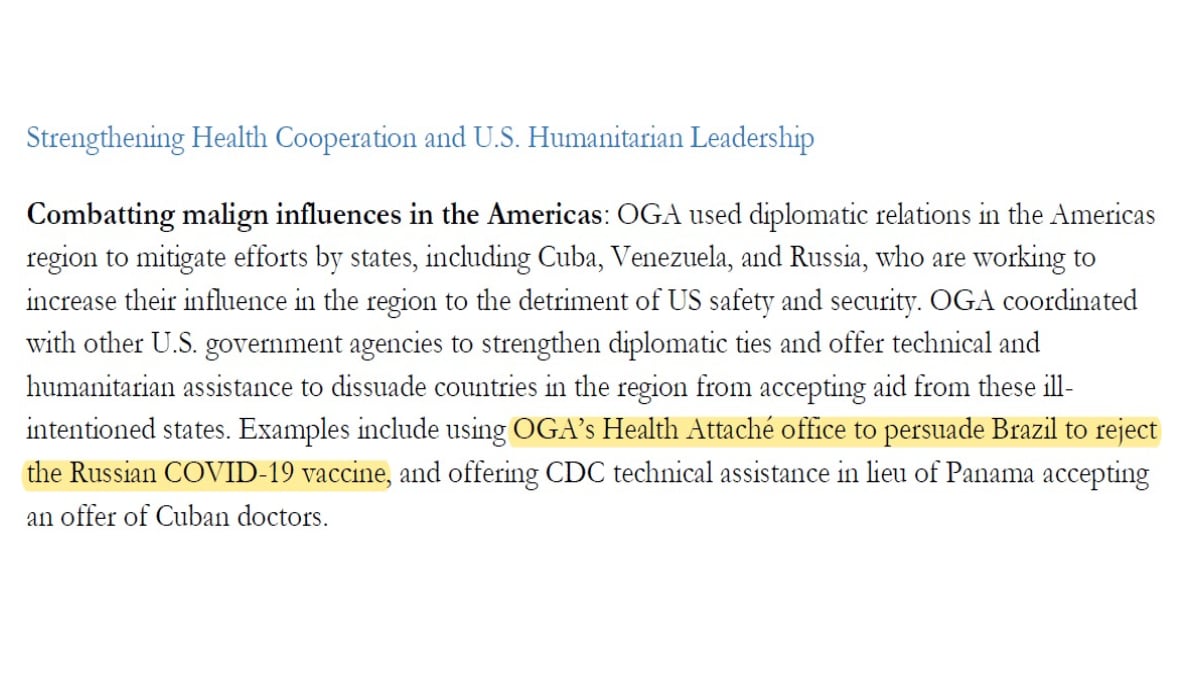 Strengthening Health Cooperation and U.S. Humanitarian Leadership
Combatting malign influences in the Americas: OGA used diplomatic relations in the Americas
region to mitigate efforts by states, including Cuba, Venezuela, and Russia, who are working to
increase their influence in the region to the detriment of US safety and security. OGA coordinated
with other U.S. government agencies to strengthen diplomatic ties and offer technical and
humanitarian assistance to dissuade countries in the region from accepting aid from these ill-
intentioned states. Examples include using OGA’s Health Attaché office to persuade Brazil to reject
the Russian COVID-19 vaccine, and offering CDC technical assistance in lieu of Panama accepting
an offer of Cuban doctors.